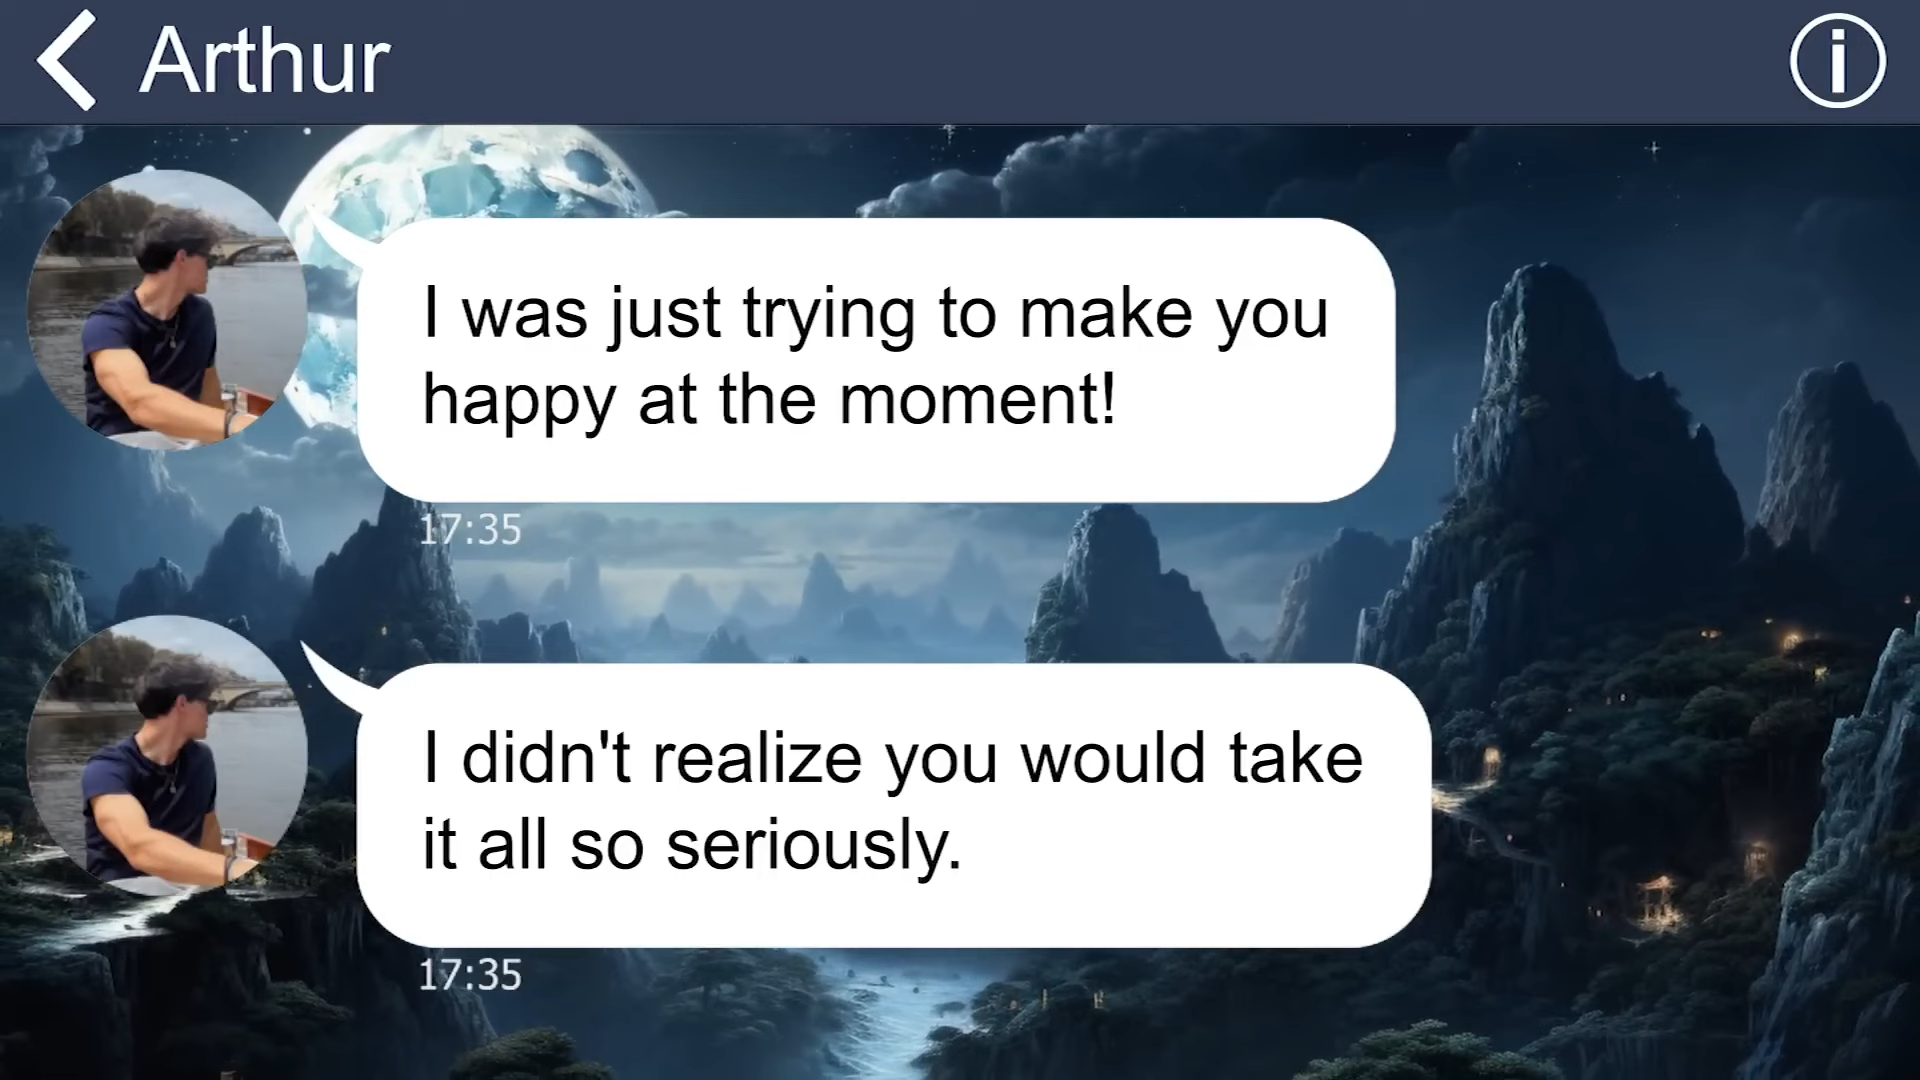 Arthur
I was just trying to make you
happy at the moment!
17:35
I didn't realize you would take
it all so seriously.
17:35